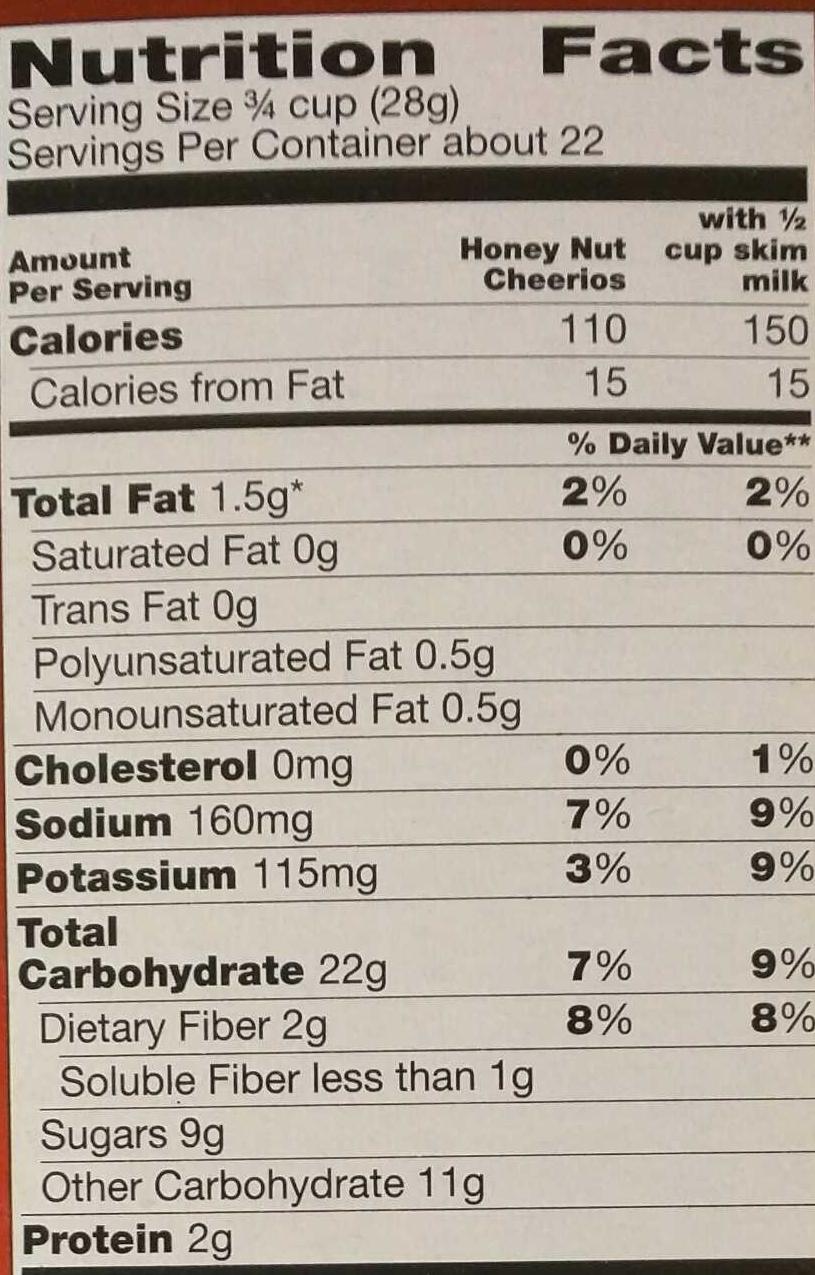 Nutrition Facts
Serving Size ¾ cup (28g)
Servings Per Container about 22
Amount Per Serving Honey Nut Cheerios with ½ cup skim milk
Calories 110 150
Calories from Fat 15 15
% Daily Value**
Total Fat 1.5g* 2% 2%
Saturated Fat 0g 0% 0%
Trans Fat 0g
Polyunsaturated Fat 0.5g
Monounsaturated Fat 0.5g
Cholesterol 0mg 0% 1%
Sodium 160mg 7% 9%
Potassium 115mg 3% 9%
Total
Carbohydrate 22g 7% 9%
Dietary Fiber 2g 8% 8%
Soluble Fiber less than 1g
Sugars 9g
Other Carbohydrate 11g
Protein 2g